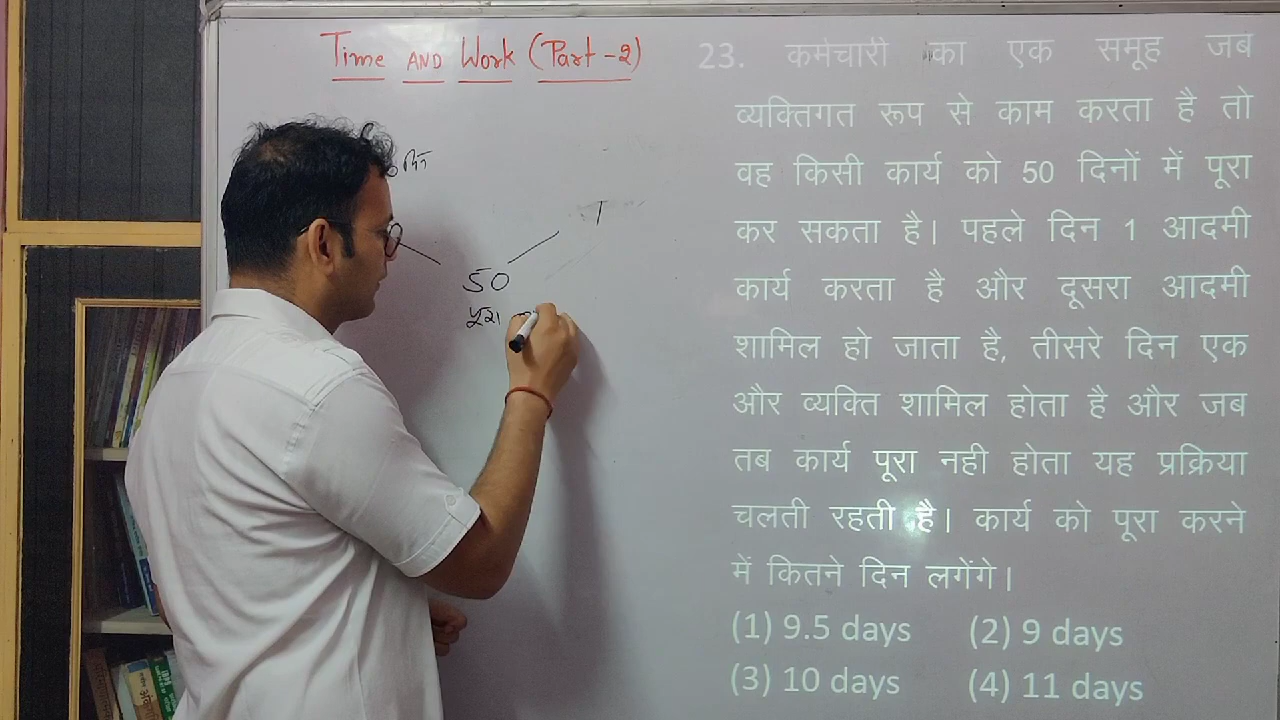 Time AND Work (Part-2)
दिन
T
50
पूरा
23. कर्मचारी का एक समूह जब
व्यक्तिगत रूप से काम करता है तो
वह किसी कार्य को 50 दिनों में पूरा
कर सकता है। पहले दिन 1 आदमी
कार्य करता है और दूसरा आदमी
शामिल हो जाता है, तीसरे दिन एक
और व्यक्ति शामिल होता है और जब
तब कार्य पूरा नही होता यह प्रक्रिया
चलती रहती है। कार्य को पूरा करने
में कितने दिन लगेंगे।
(1) 9.5 days (2) 9 days
(3) 10 days (4) 11 days